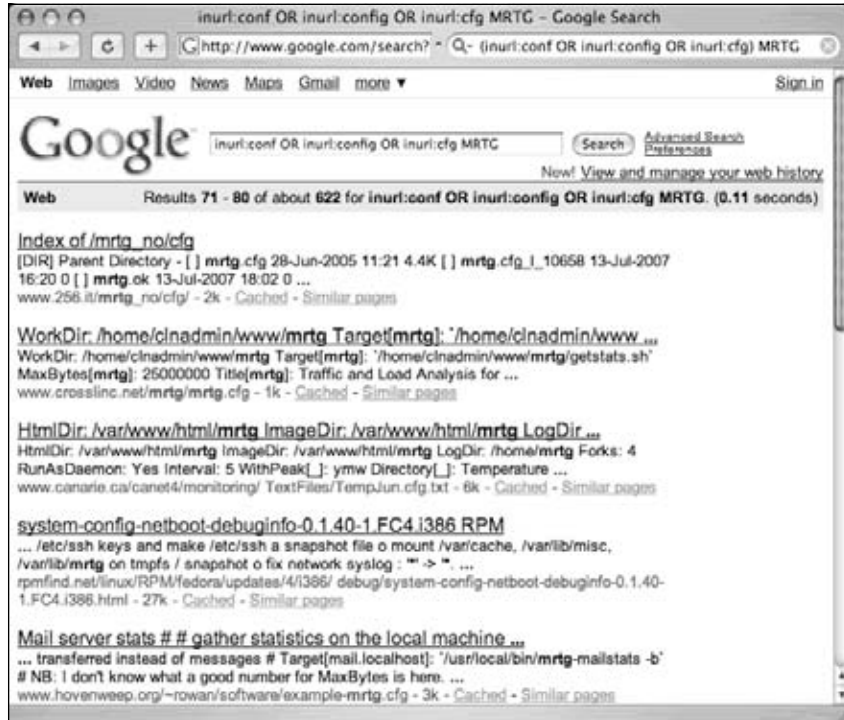 inurl:conf OR inurl:config OR inurl:cfg MRTG - Google Search
http://www.google.com/search? (inurl:conf OR inurl:config OR inurl:cfg) MRTG
Web Images Video News Maps Gmail more ▼ Sign in
Google inurl:conf OR inurl:config OR inurl:cfg MRTG Search Advanced Search
Preferences
New! View and manage your web history
Web Results 71 - 80 of about 622 for inurl:conf OR inurl:config OR inurl:cfg MRTG. (0.11 seconds)
Index of /mrtg_no/cfg
[DIR] Parent Directory - [ ] mrtg.cfg 28-Jun-2005 11:21 4.4K [ ] mrtg.cfg_l_10658 13-Jul-2007
16:20 0 [ ] mrtg.ok 13-Jul-2007 18:02 0 ...
www.256.it/mrtg_no/cfg/ - 2k - Cached - Similar pages
WorkDir: /home/clnadmin/www/mrtg Target[mrtg]: `/home/clnadmin/www ...
WorkDir: /home/clnadmin/www/mrtg Target[mrtg]: `/home/clnadmin/www/mrtg/getstats.sh`
MaxBytes[mrtg]: 25000000 Title[mrtg]: Traffic and Load Analysis for ...
www.crosslinc.net/mrtg/mrtg.cfg - 1k - Cached - Similar pages
HtmlDir: /var/www/html/mrtg ImageDir: /var/www/html/mrtg LogDir ...
HtmlDir: /var/www/html/mrtg ImageDir: /var/www/html/mrtg LogDir: /home/mrtg Forks: 4
RunAsDaemon: Yes Interval: 5 WithPeak[_]: ymw Directory[_]: Temperature ...
www.canarie.ca/canet4/monitoring/ TextFiles/TempJun.cfg.txt - 6k - Cached - Similar pages
system-config-netboot-debuginfo-0.1.40-1.FC4.i386 RPM
... /etc/ssh keys and make /etc/ssh a snapshot file o mount /var/cache, /var/lib/misc,
/var/lib/mrtg on tmpfs / snapshot o fix network syslog : "" -> "". ...
rpmfind.net/linux/RPM/fedora/updates/4/i386/ debug/system-config-netboot-debuginfo-0.1.40-
1.FC4.i386.html - 27k - Cached - Similar pages
Mail server stats # # gather statistics on the local machine ...
... transferred instead of messages # Target[mail.localhost]: `/usr/local/bin/mrtg-mailstats -b`
# NB: I don't know what a good number for MaxBytes is here. ...
www.hovenweep.org/~rowan/software/example-mrtg.cfg - 3k - Cached - Similar pages